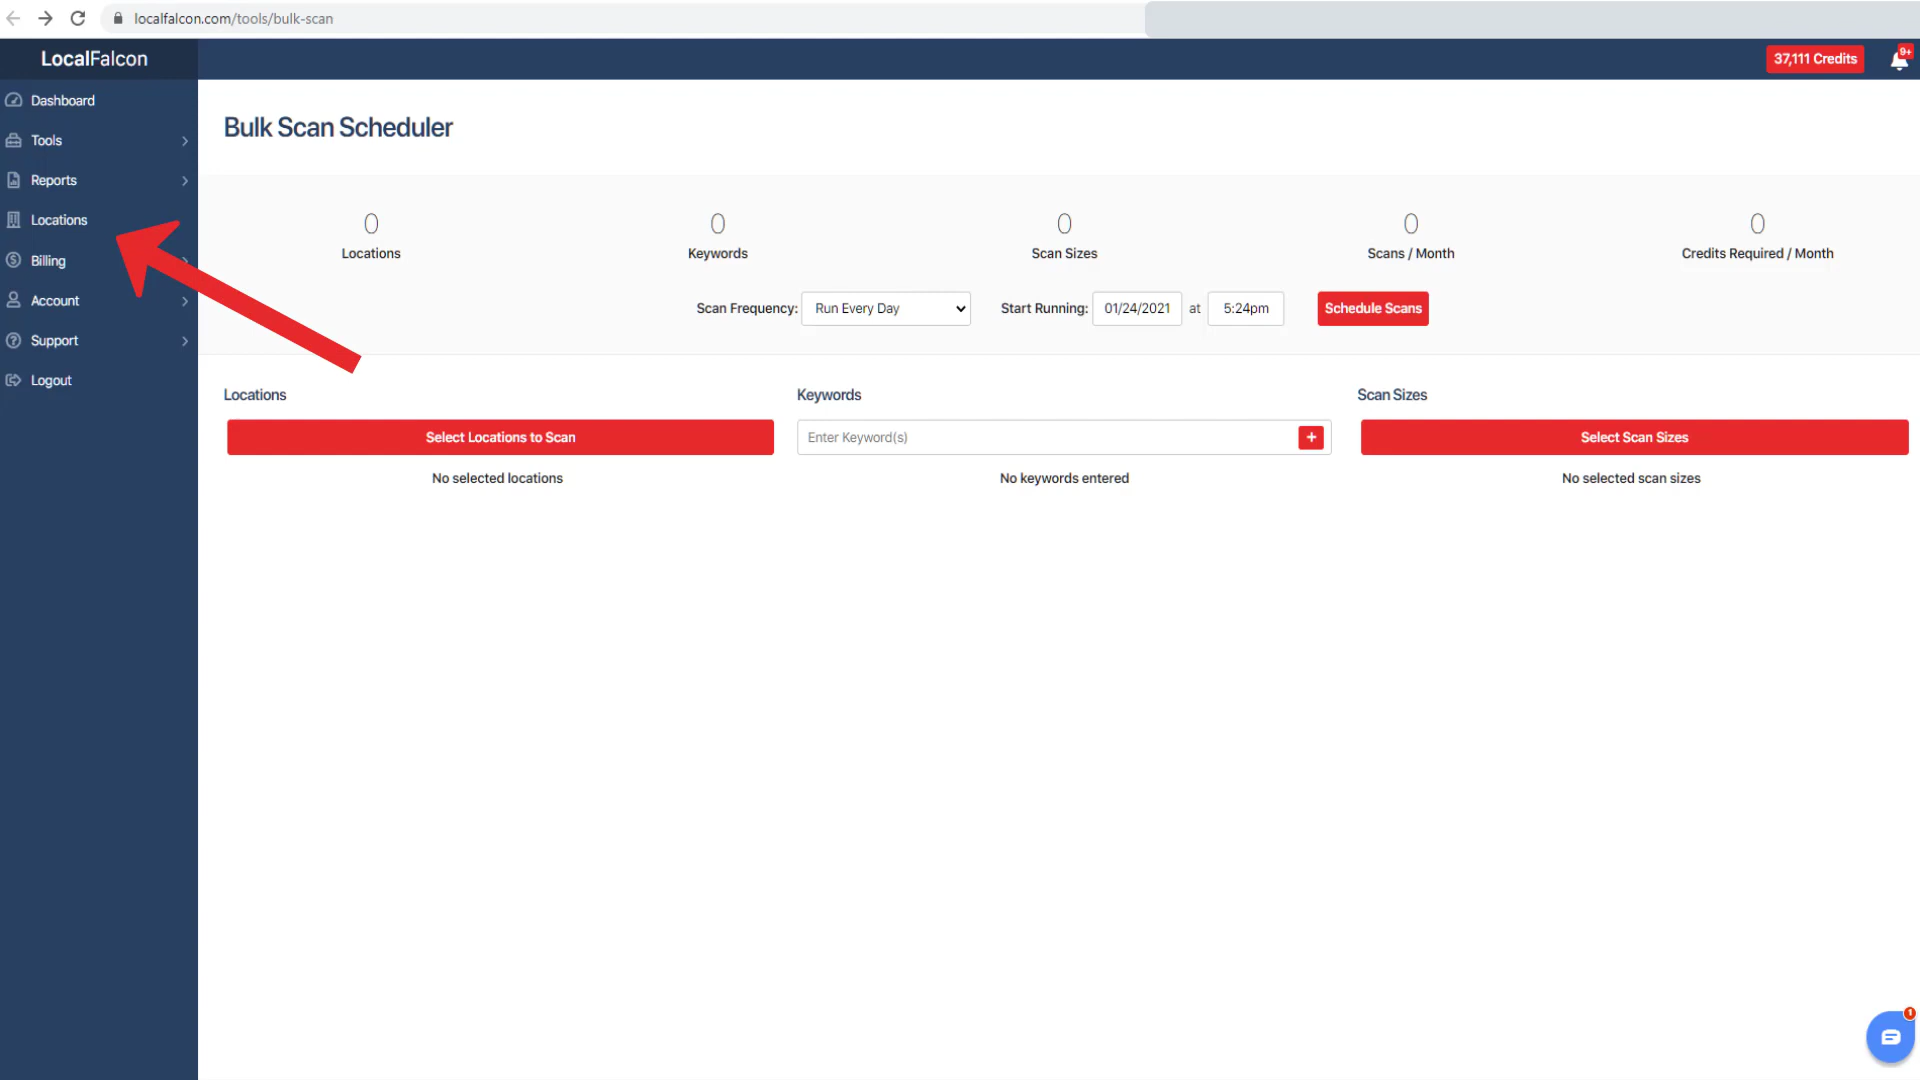 localfalcon.com/tools/bulk-scan
LocalFalcon
37,111 Credits
9+
Dashboard
Tools
Reports
Locations
Billing
Account
Support
Logout
Bulk Scan Scheduler
0
Locations
0
Keywords
0
Scan Sizes
0
Scans / Month
0
Credits Required / Month
Scan Frequency: Run Every Day Start Running: 01/24/2021 at 5:24pm Schedule Scans
Locations
Select Locations to Scan
No selected locations
Keywords
Enter Keyword(s) +
No keywords entered
Scan Sizes
Select Scan Sizes
No selected scan sizes
1